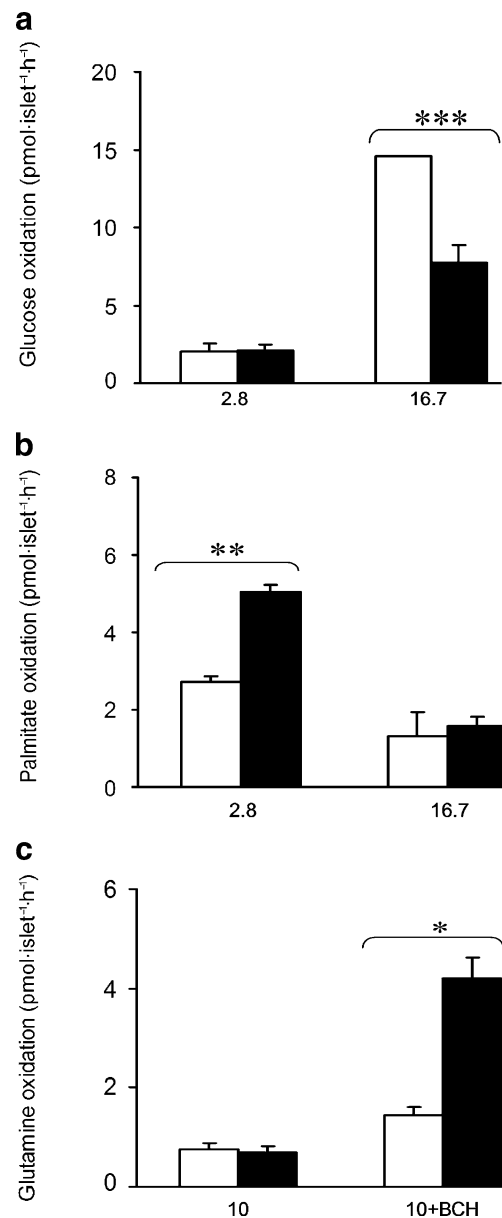 a
Glucose oxidation (pmol·islet⁻¹·h⁻¹)
20
15
10
5
0
***
2.8 16.7
b
Palmitate oxidation (pmol·islet⁻¹·h⁻¹)
8
6
4
2
0
**
2.8 16.7
c
Glutamine oxidation (pmol·islet⁻¹·h⁻¹)
6
4
2
0
*
10 10+BCH